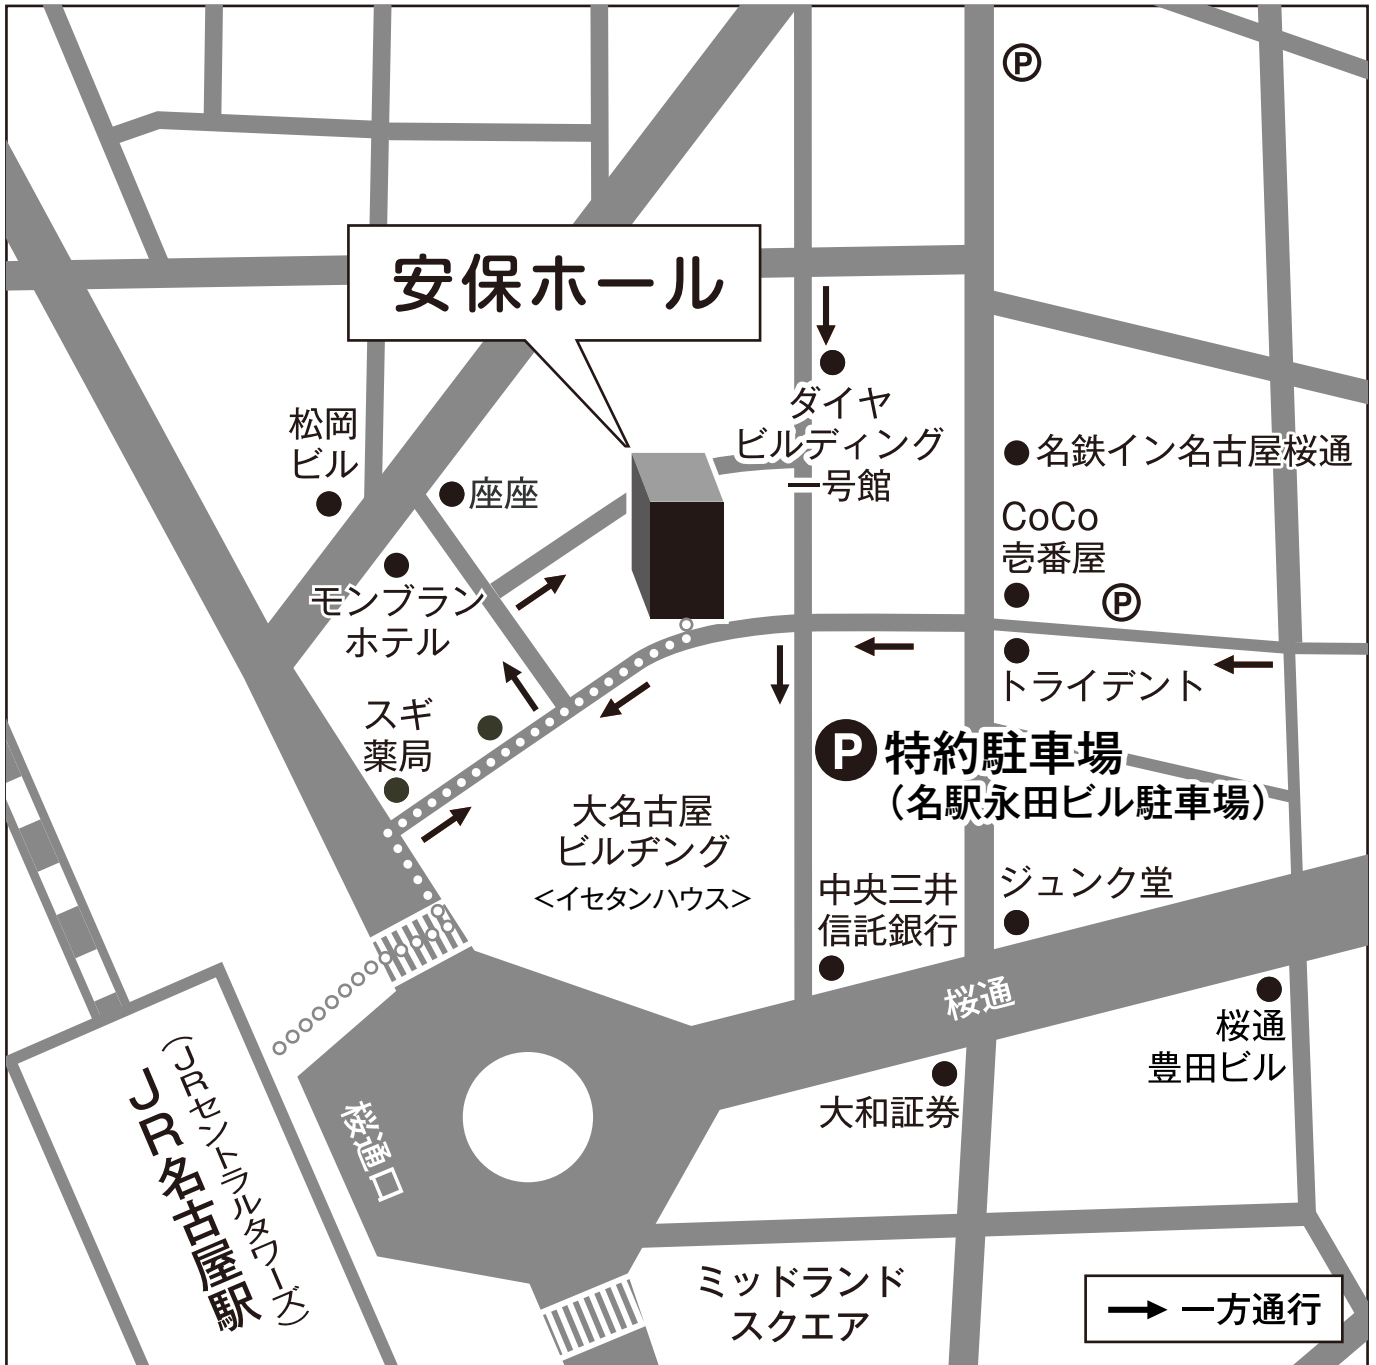 Ⓟ
安保ホール
ダイヤ
ビルディング
一号館
松岡
ビル
座座
名鉄イン名古屋桜通
CoCo
壱番屋
Ⓟ
モンブラン
ホテル
トライデント
スギ
薬局
P 特約駐車場
（名駅永田ビル駐車場）
大名古屋
ビルヂング
<イセタンハウス>
中央三井
信託銀行
ジュンク堂
桜通
桜通
豊田ビル
大和証券
桜通口
（JRセントラルタワーズ）
JR名古屋駅
ミッドランド
スクエア
一方通行